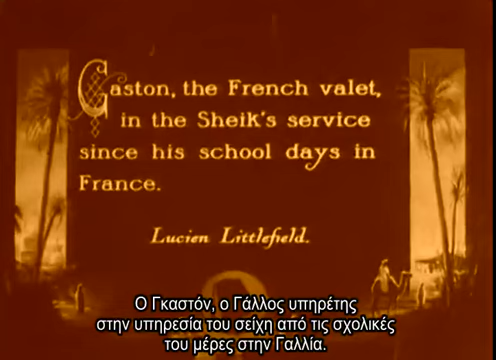 Gaston, the French valet,
in the Sheik's service
since his school days in
France.
Lucien Littlefield.
Ο Γκαστόν, ο Γάλλος υπηρέτης
στην υπηρεσία του σείχη από τις σχολικές
του μέρες στην Γαλλία.